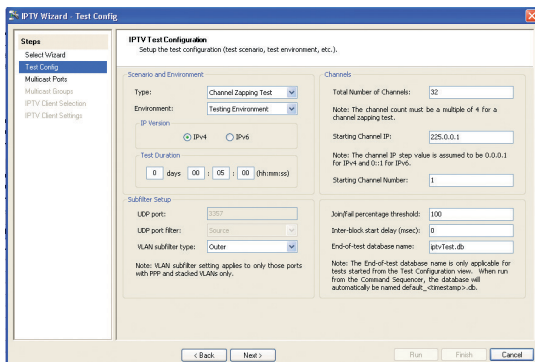 IPTV Wizard - Test Config
Steps
Select Wizard
Test Config
Multicast Ports
Multicast Groups
IPTV Client Selection
IPTV Client Settings
IPTV Test Configuration
Setup the test configuration (test scenario, test environment, etc.).
Scenario and Environment
Type: Channel Zapping Test
Environment: Testing Environment
IP Version
IPv4 IPv6
Test Duration
0 days 00 : 05 : 00 (hh:mm:ss)
Subfilter Setup
UDP port: 3357
UDP port filter: Source
VLAN subfilter type: Outer
Note: VLAN subfilter setting applies to only those ports
with PPP and stacked VLANs only.
Channels
Total Number of Channels: 32
Note: The channel count must be a multiple of 4 for a
channel zapping test.
Starting Channel IP: 225.0.0.1
Note: The channel IP step value is assumed to be 0.0.0.1
for IPv4 and 0::1 for IPv6.
Starting Channel Number: 1
Join/fail percentage threshold: 100
Inter-block start delay (msec): 0
End-of-test database name: iptvTest.db
Note: The End-of-test database name is only applicable for
tests started from the Test Configuration view. When run
from the Command Sequencer, the database will
automatically be named default_<timestamp>.db.
< Back Next > Run Finish Cancel